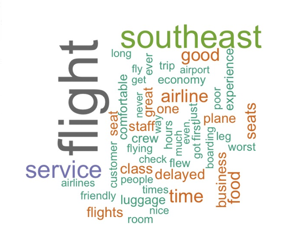 southeast
flight
long
ever
good
fly
trip
airport
get
economy
experience
comfortable
never
great
airline
poor
seat
one
plane
seats
staff
way
hours
much
even
got
first
boarding
leg
crew
flying
worst
customer
check
flew
service
class
delayed
business
food
airlines
people
times
time
friendly
luggage
flights
nice
room